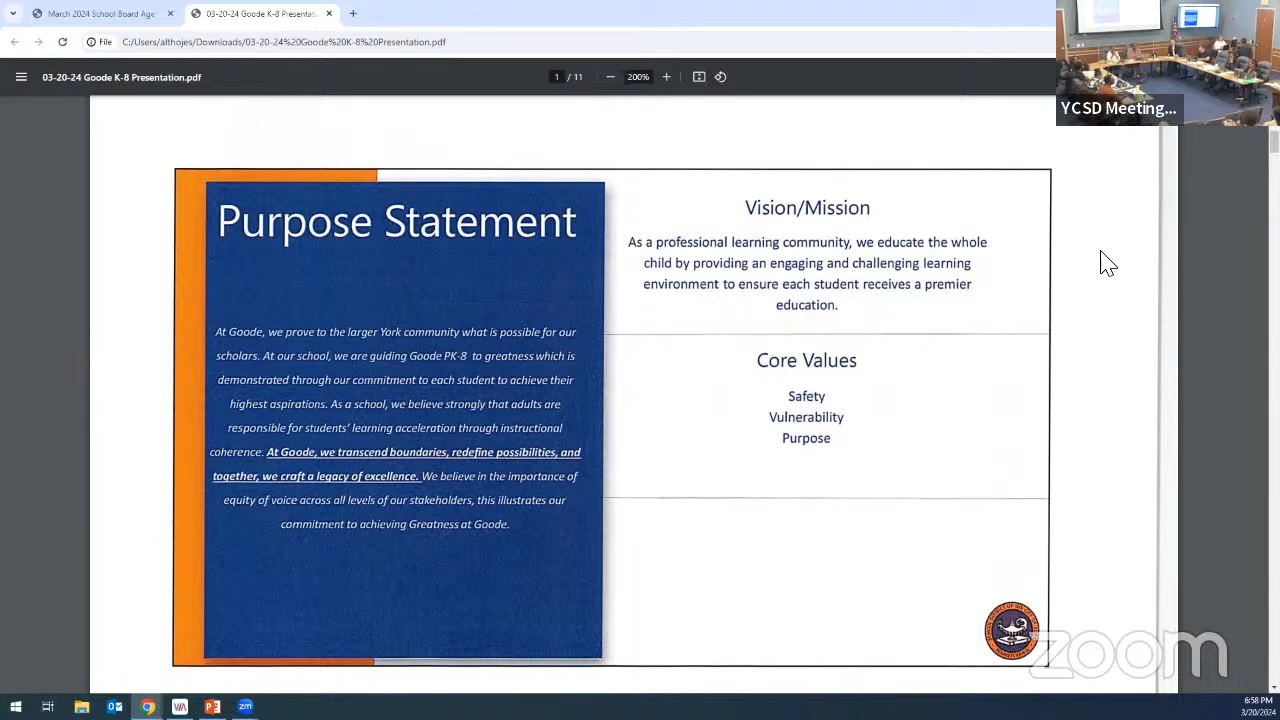 March 2024 School Board Age
03-20-24 Goode K-8 Presentation.
File
C:/Users/althojes/Downloads/03-20-24%20Goode%20K-8%20Presentation.pdf
03-20-24 Goode K-8 Presentation.pdf
1 / 11
200%
YCSD Meeting...
Purpose Statement
At Goode, we prove to the larger York community what is possible for our
scholars. At our school, we are guiding Goode PK-8 to greatness which is
demonstrated through our commitment to each student to achieve their
highest aspirations. As a school, we believe strongly that adults are
responsible for students' learning acceleration through instructional
coherence. At Goode, we transcend boundaries, redefine possibilities, and
together, we craft a legacy of excellence. We believe in the importance of
equity of voice across all levels of our stakeholders, this illustrates our
commitment to achieving Greatness at Goode.
Vision/Mission
As a professional learning community, we educate the whole
child by providing an engaging and challenging learning
environment to ensure each student receives a premier
education.
Core Values
Safety
Vulnerability
Purpose
zoom
6:58 PM
3/20/2024